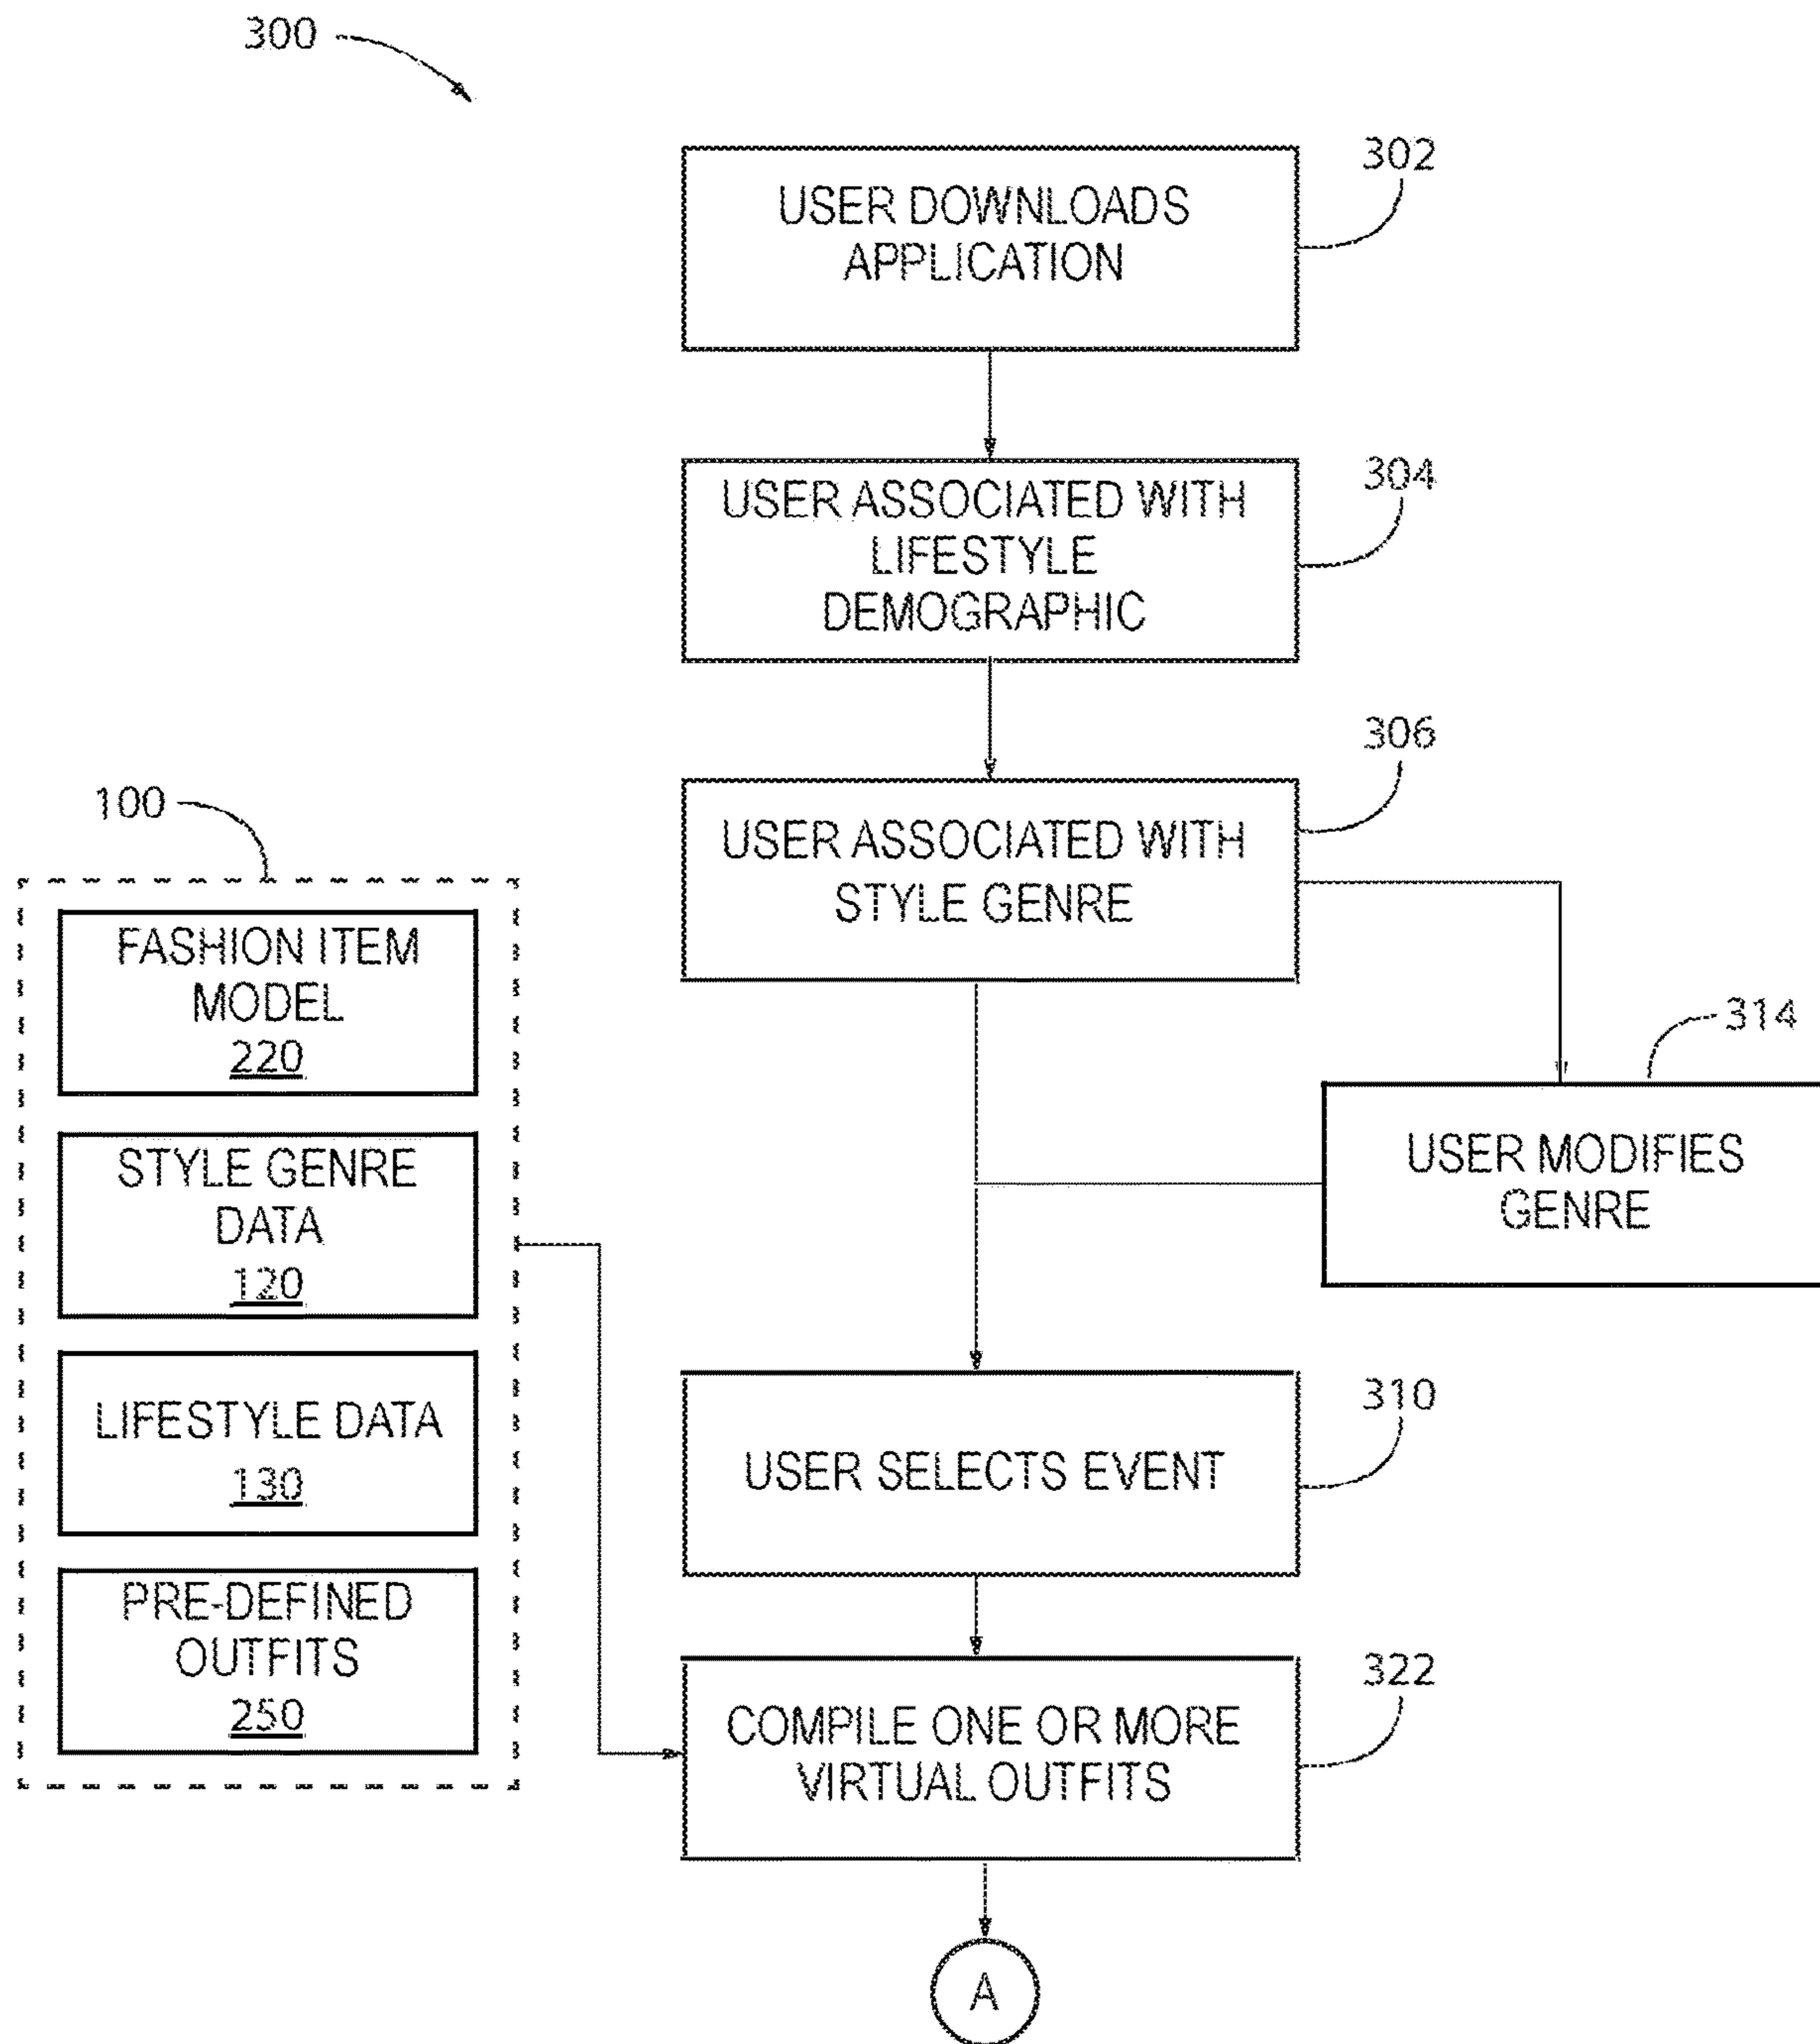 300
302
USER DOWNLOADS
APPLICATION
304
USER ASSOCIATED WITH
LIFESTYLE
DEMOGRAPHIC
306
USER ASSOCIATED WITH
STYLE GENRE
100
FASHION ITEM
MODEL
220
STYLE GENRE
DATA
120
LIFESTYLE DATA
130
PRE-DEFINED
OUTFITS
250
314
USER MODIFIES
GENRE
310
USER SELECTS EVENT
322
COMPILE ONE OR MORE
VIRTUAL OUTFITS
A